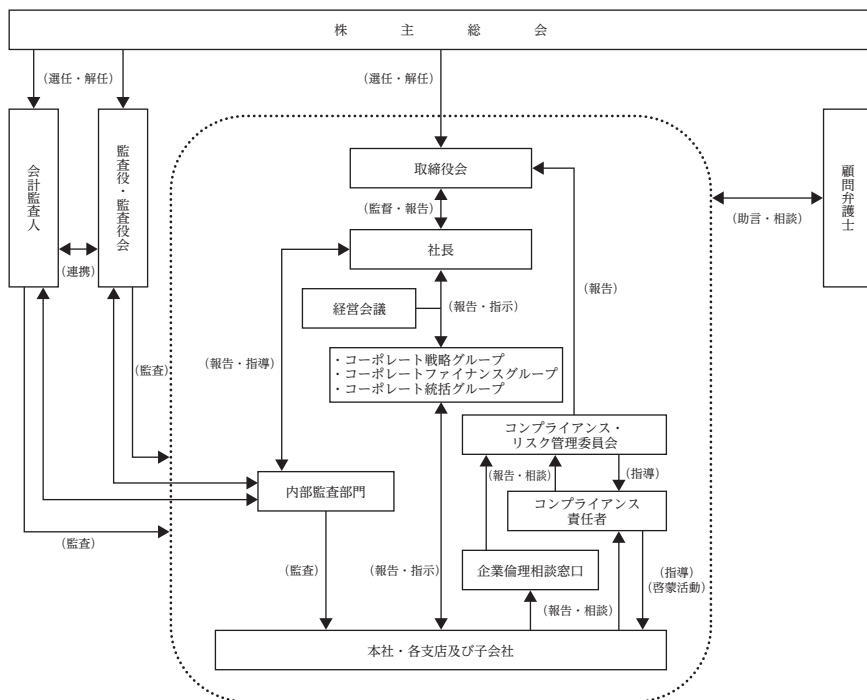 株主総会
(選任・解任)
(選任・解任)
会計監査人
監査役・監査役会
(連携)
取締役会
(監督・報告)
社長
経営会議
(報告・指示)
・コーポレート戦略グループ
・コーポレートファイナンスグループ
・コーポレート統括グループ
顧問弁護士
(助言・相談)
(報告)
(報告・指導)
(監査)
コンプライアンス・
リスク管理委員会
(報告・相談)
(指導)
内部監査部門
コンプライアンス
責任者
(監査)
(監査)
(報告・指示)
企業倫理相談窓口
(指導)
(啓蒙活動)
(報告・相談)
本社・各支店及び子会社